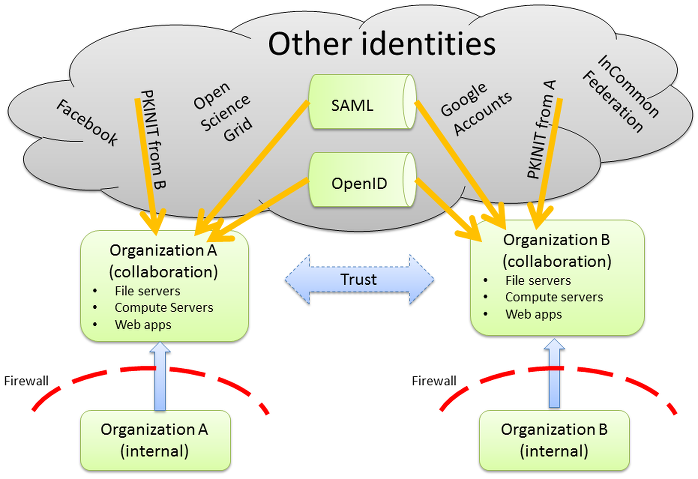 Other identities
Facebook
PKINIT from B
Open
Science
Grid
SAML
OpenID
Google
Accounts
PKINIT from A
InCommon
Federation
Organization A
(collaboration)
• File servers
• Compute Servers
• Web apps
Trust
Organization B
(collaboration)
• File servers
• Compute servers
• Web apps
Firewall
Organization A
(internal)
Firewall
Organization B
(internal)